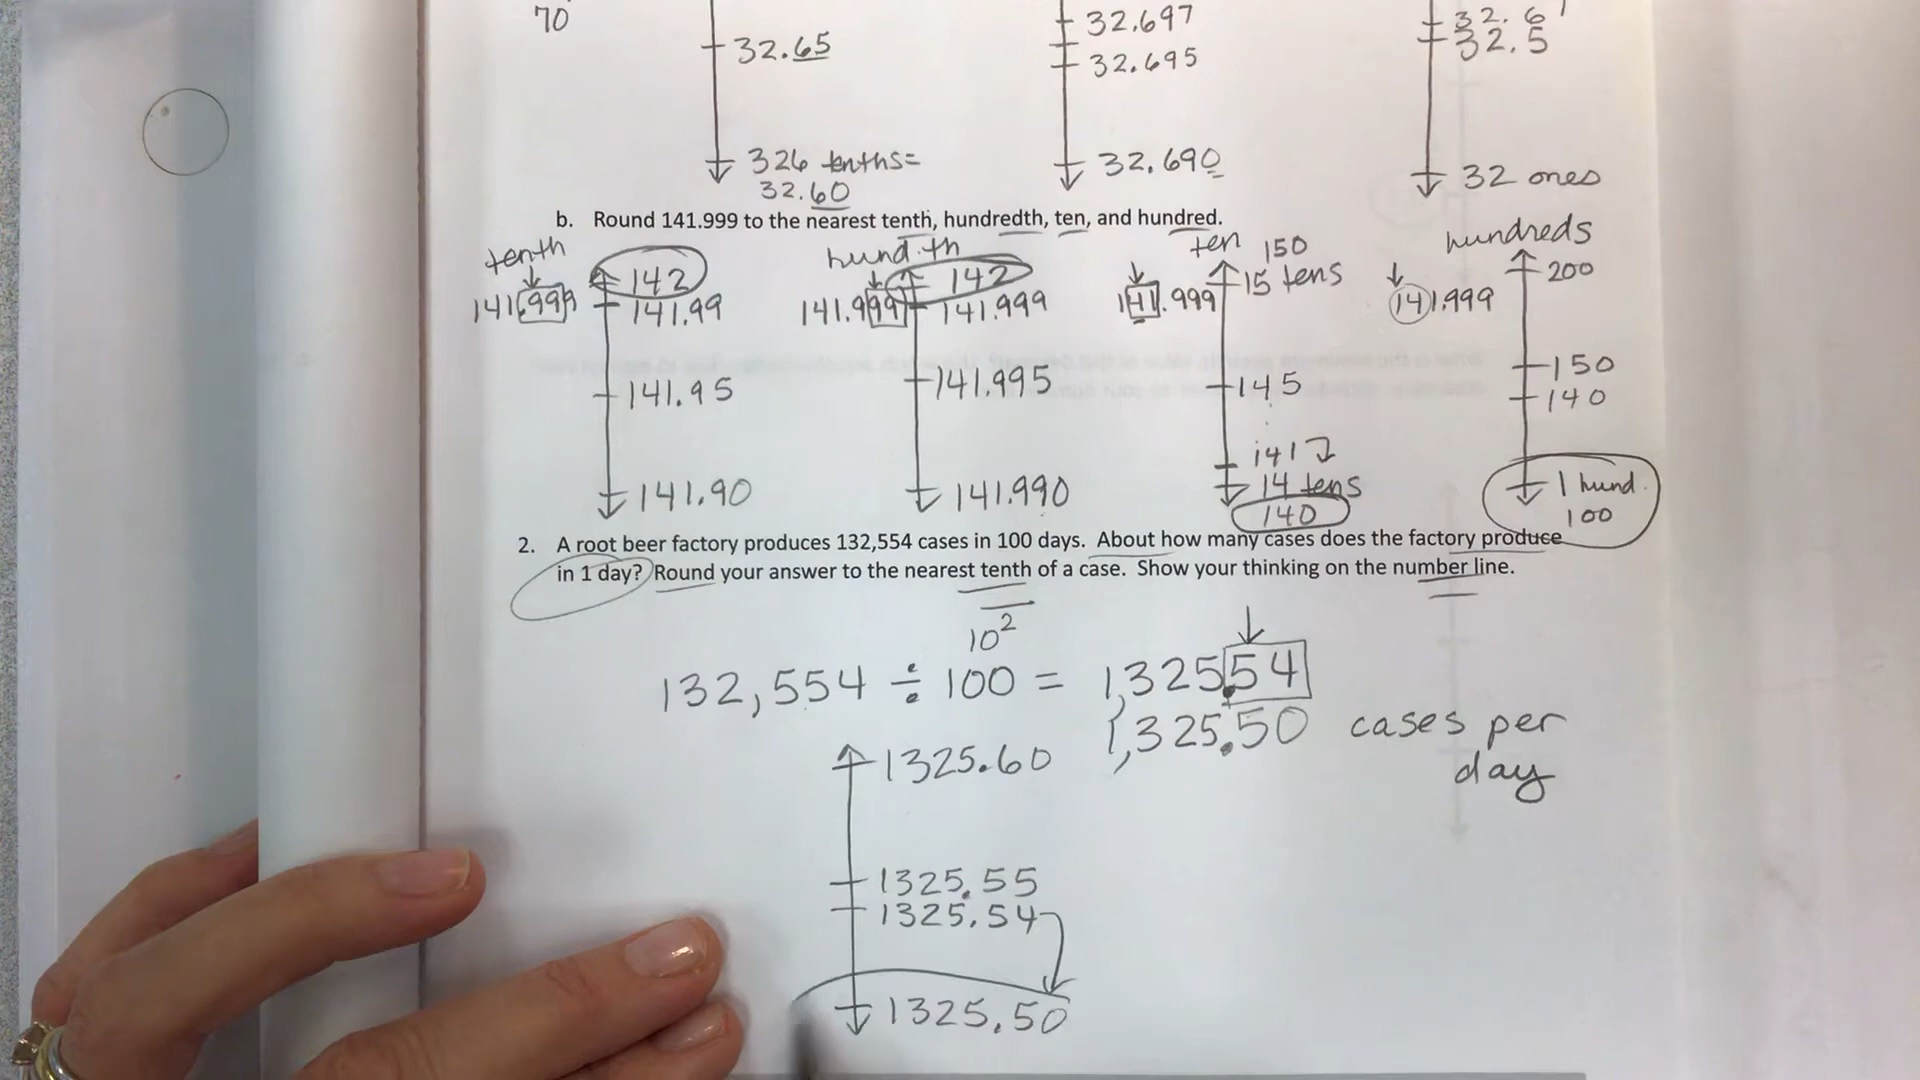 70
32.65
326 tenths=
32.60
32.697
32.695
32.690
32.6
32.5
32 ones
b. Round 141.999 to the nearest tenth, hundredth, ten, and hundred.
tenth
141.999
142
141.99
141.95
141.90
hund.th
141.999
142
141.999
141.995
141.990
ten 150
141.999
15 tens
145
141
14 tens
140
hundreds
141.999
200
150
140
1 hund.
100
2. A root beer factory produces 132,554 cases in 100 days. About how many cases does the factory produce
in 1 day? Round your answer to the nearest tenth of a case. Show your thinking on the number line.
10²
132,554 ÷ 100 = 1,325.54
1,325.50 cases per
day
1325.60
1325.55
1325.54
1325.50